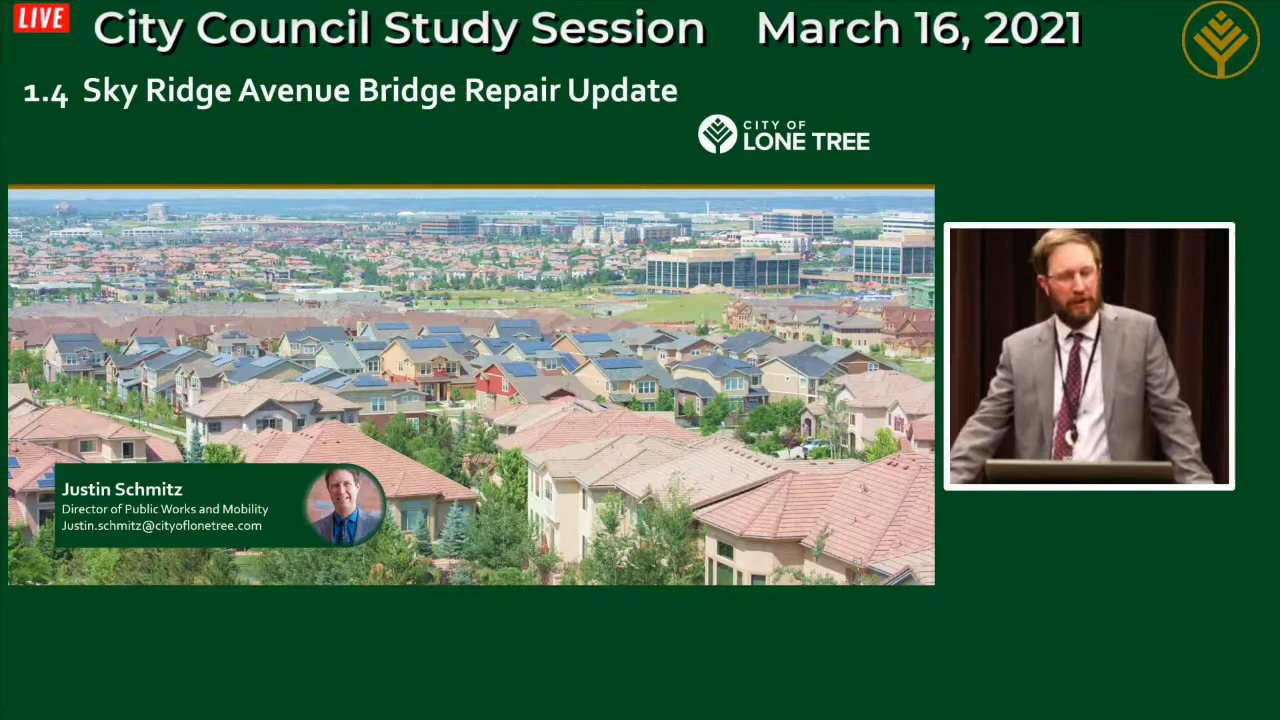 LIVE
City Council Study Session March 16, 2021
1.4 Sky Ridge Avenue Bridge Repair Update
CITY OF
LONE TREE
Justin Schmitz
Director of Public Works and Mobility
Justin.schmitz@cityoflonetree.com